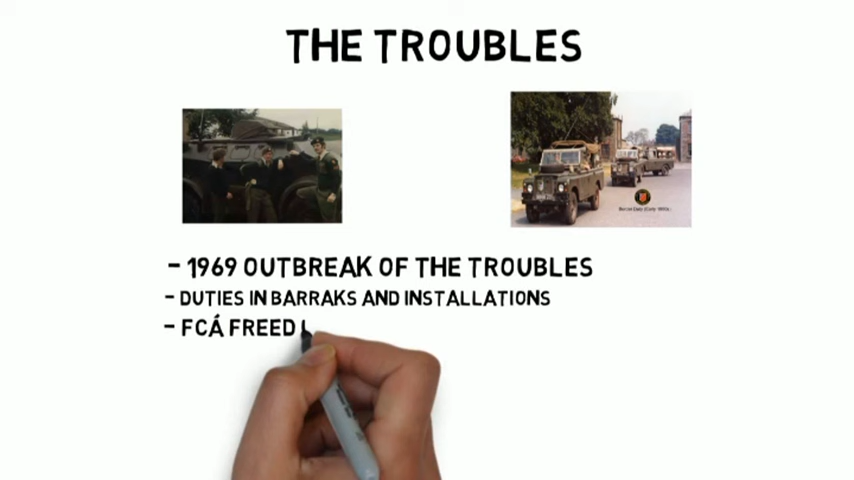 THE TROUBLES
- 1969 OUTBREAK OF THE TROUBLES
- DUTIES IN BARRAKS AND INSTALLATIONS
- FCÁ FREED